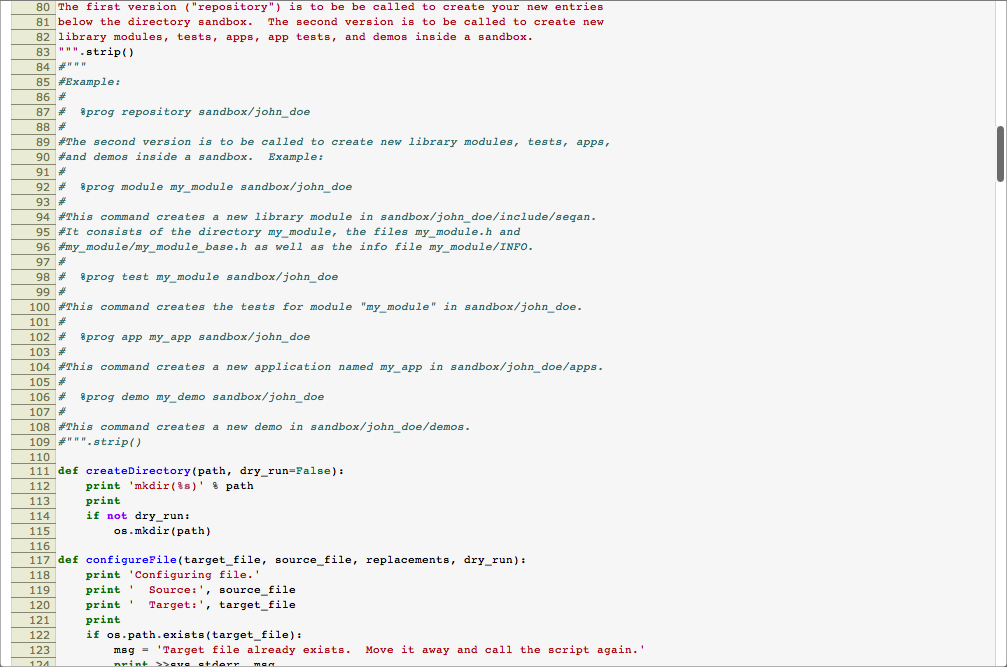 80 The first version ("repository") is to be be called to create your new entries
81 below the directory sandbox.  The second version is to be called to create new
82 library modules, tests, apps, app tests, and demos inside a sandbox.
83 """.strip()
84 #"""
85 #Example:
86 #
87 #  %prog repository sandbox/john_doe
88 #
89 #The second version is to be called to create new library modules, tests, apps,
90 #and demos inside a sandbox.  Example:
91 #
92 #  %prog module my_module sandbox/john_doe
93 #
94 #This command creates a new library module in sandbox/john_doe/include/seqan.
95 #It consists of the directory my_module, the files my_module.h and
96 #my_module/my_module_base.h as well as the info file my_module/INFO.
97 #
98 #  %prog test my_module sandbox/john_doe
99 #
100 #This command creates the tests for module "my_module" in sandbox/john_doe.
101 #
102 #  %prog app my_app sandbox/john_doe
103 #
104 #This command creates a new application named my_app in sandbox/john_doe/apps.
105 #
106 #  %prog demo my_demo sandbox/john_doe
107 #
108 #This command creates a new demo in sandbox/john_doe/demos.
109 #""".strip()
110
111 def createDirectory(path, dry_run=False):
112     print 'mkdir(%s)' % path
113     print
114     if not dry_run:
115         os.mkdir(path)
116
117 def configureFile(target_file, source_file, replacements, dry_run):
118     print 'Configuring file.'
119     print '  Source:', source_file
120     print '  Target:', target_file
121     print
122     if os.path.exists(target_file):
123         msg = 'Target file already exists.  Move it away and call the script again.'
124         print >>sys.stderr, msg